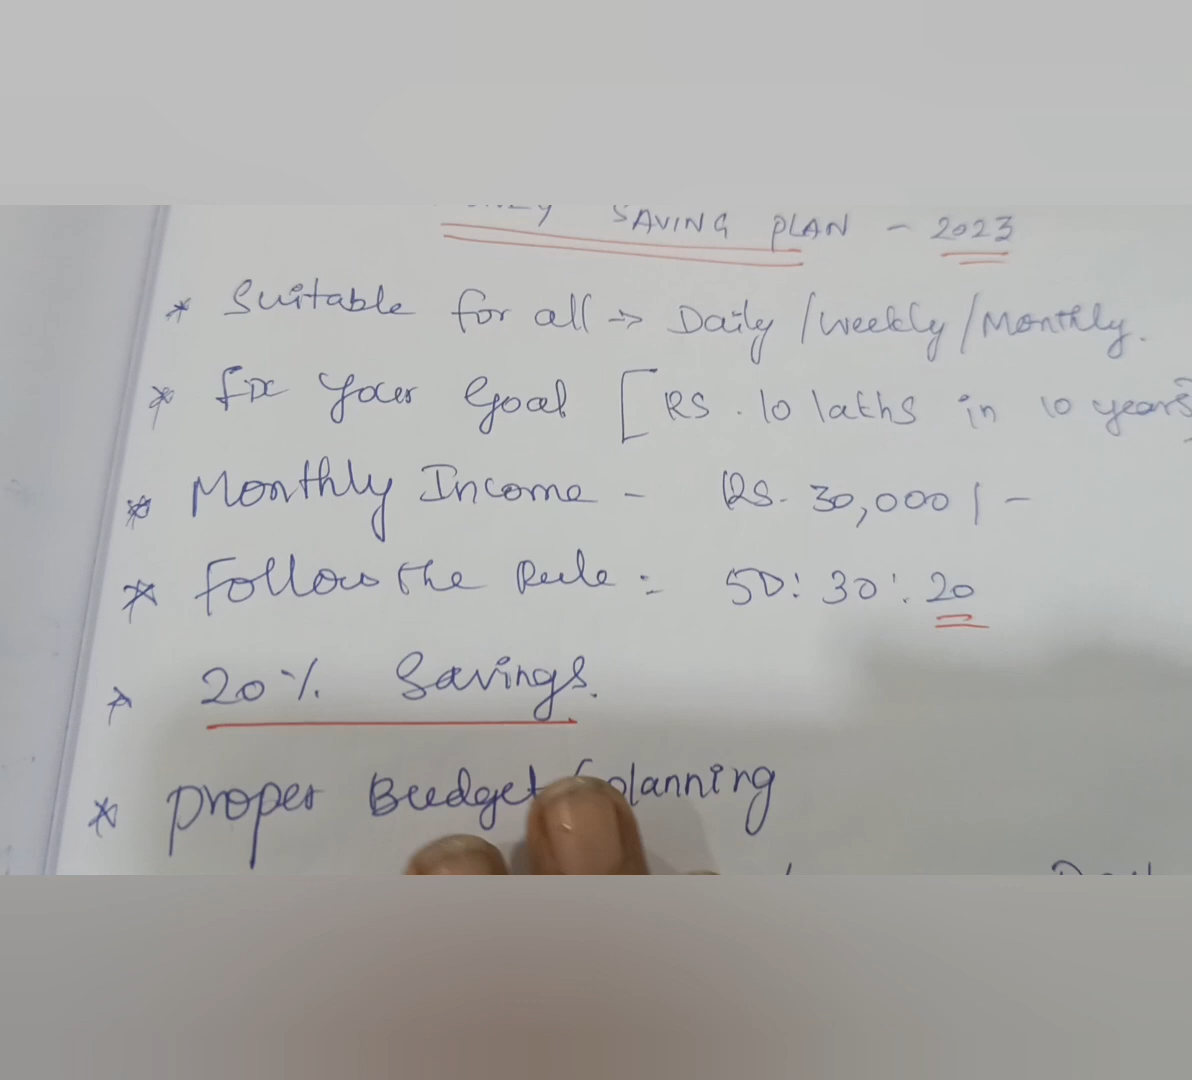 SAVING PLAN - 2023
* Suitable for all → Daily / Weekly / Monthly.
* Fix your Goal [RS. 10 lakhs in 10 years]
* Monthly Income - RS. 30,000/-
* Follow the Rule: 50:30:20
* 20% Savings.
* Proper Budget / planning